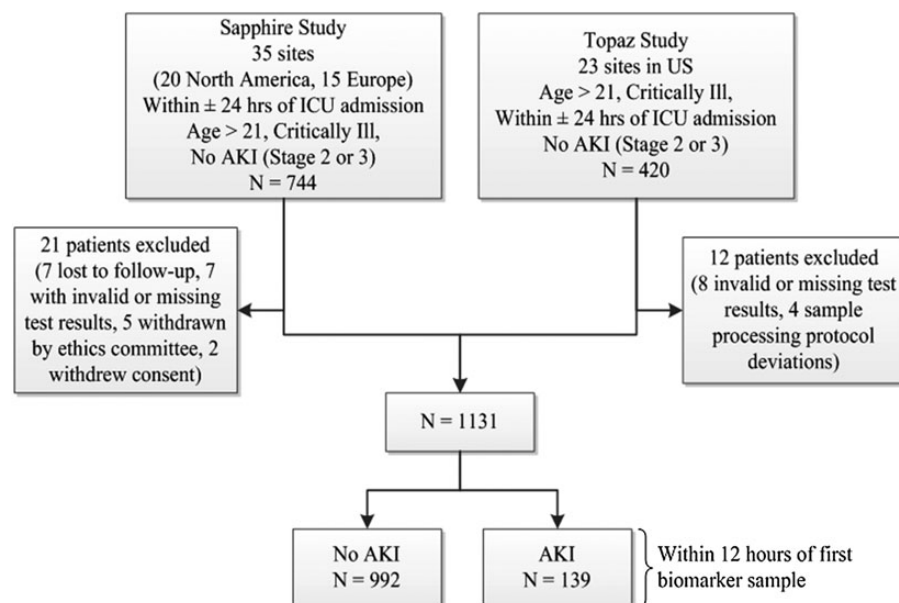 Sapphire Study
35 sites
(20 North America, 15 Europe)
Within ± 24 hrs of ICU admission
Age > 21, Critically Ill,
No AKI (Stage 2 or 3)
N = 744
Topaz Study
23 sites in US
Age > 21, Critically Ill,
Within ± 24 hrs of ICU admission
No AKI (Stage 2 or 3)
N = 420
21 patients excluded
(7 lost to follow-up, 7
with invalid or missing
test results, 5 withdrawn
by ethics committee, 2
withdrew consent)
12 patients excluded
(8 invalid or missing test
results, 4 sample
processing protocol
deviations)
N = 1131
No AKI
N = 992
AKI
N = 139
Within 12 hours of first
biomarker sample